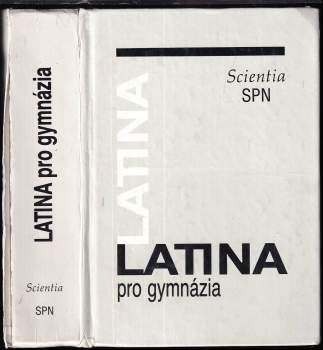 LATINA pro gymnázia
Scientia
SPN
LATINA
Scientia
SPN
LATINA
pro gymnázia